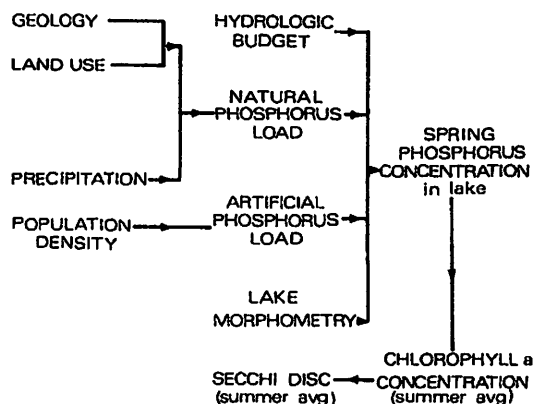 GEOLOGY
LAND USE
PRECIPITATION
POPULATION
DENSITY
HYDROLOGIC
BUDGET
NATURAL
PHOSPHORUS
LOAD
ARTIFICIAL
PHOSPHORUS
LOAD
LAKE
MORPHOMETRY
SPRING
PHOSPHORUS
CONCENTRATION
in lake
CHLOROPHYLL a
CONCENTRATION
(summer avg)
SECCHI DISC
(summer avg)